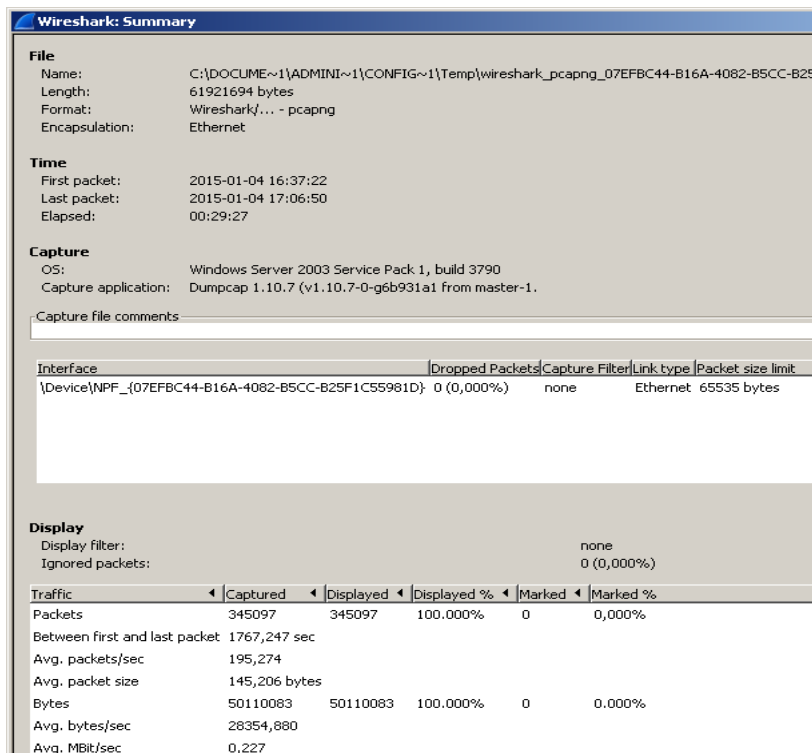 Wireshark: Summary
File
Name: C:\DOCUME~1\ADMINI~1\CONFIG~1\Temp\wireshark_pcapng_07EFBC44-B16A-4082-B5CC-B25
Length: 61921694 bytes
Format: Wireshark/... - pcapng
Encapsulation: Ethernet
Time
First packet: 2015-01-04 16:37:22
Last packet: 2015-01-04 17:06:50
Elapsed: 00:29:27
Capture
OS: Windows Server 2003 Service Pack 1, build 3790
Capture application: Dumpcap 1.10.7 (v1.10.7-0-g6b931a1 from master-1.
Capture file comments
Interface Dropped Packets Capture Filter Link type Packet size limit
\Device\NPF_{07EFBC44-B16A-4082-B5CC-B25F1C55981D} 0 (0,000%) none Ethernet 65535 bytes
Display
Display filter: none
Ignored packets: 0 (0,000%)
Traffic Captured Displayed Displayed % Marked Marked %
Packets 345097 345097 100.000% 0 0,000%
Between first and last packet 1767,247 sec
Avg. packets/sec 195,274
Avg. packet size 145,206 bytes
Bytes 50110083 50110083 100.000% 0 0.000%
Avg. bytes/sec 28354,880
Avg. MBit/sec 0,227